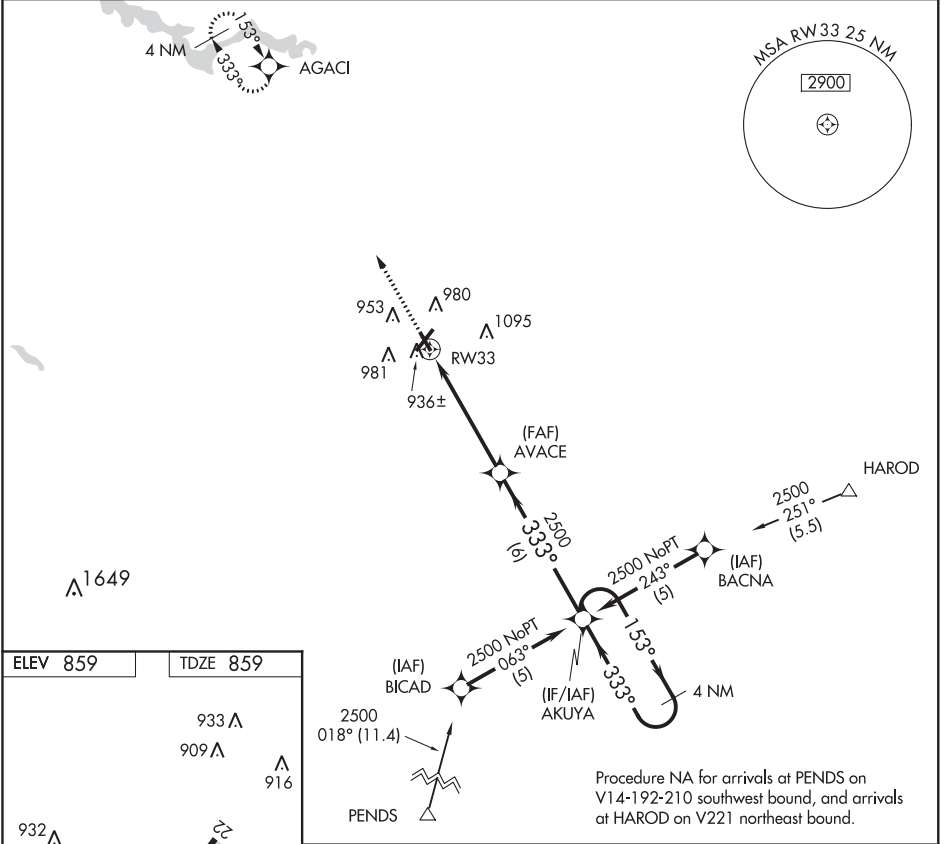 153°
4 NM
333°
AGACI
MSA RW33 25 NM
2900
953
980
1095
RW33
981
936±
(FAF)
AVACE
HAROD
2500
251°
(5.5)
2500
333°
(6)
(IAF)
BACNA
2500 NoPT
243°
(5)
1649
153°
333°
4 NM
(IF/IAF)
AKUYA
2500 NoPT
063°
(5)
(IAF)
BICAD
2500
018° (11.4)
PENDS
Procedure NA for arrivals at PENDS on
V14-192-210 southwest bound, and arrivals
at HAROD on V221 northeast bound.
ELEV 859
TDZE 859
933
909
916
932
22